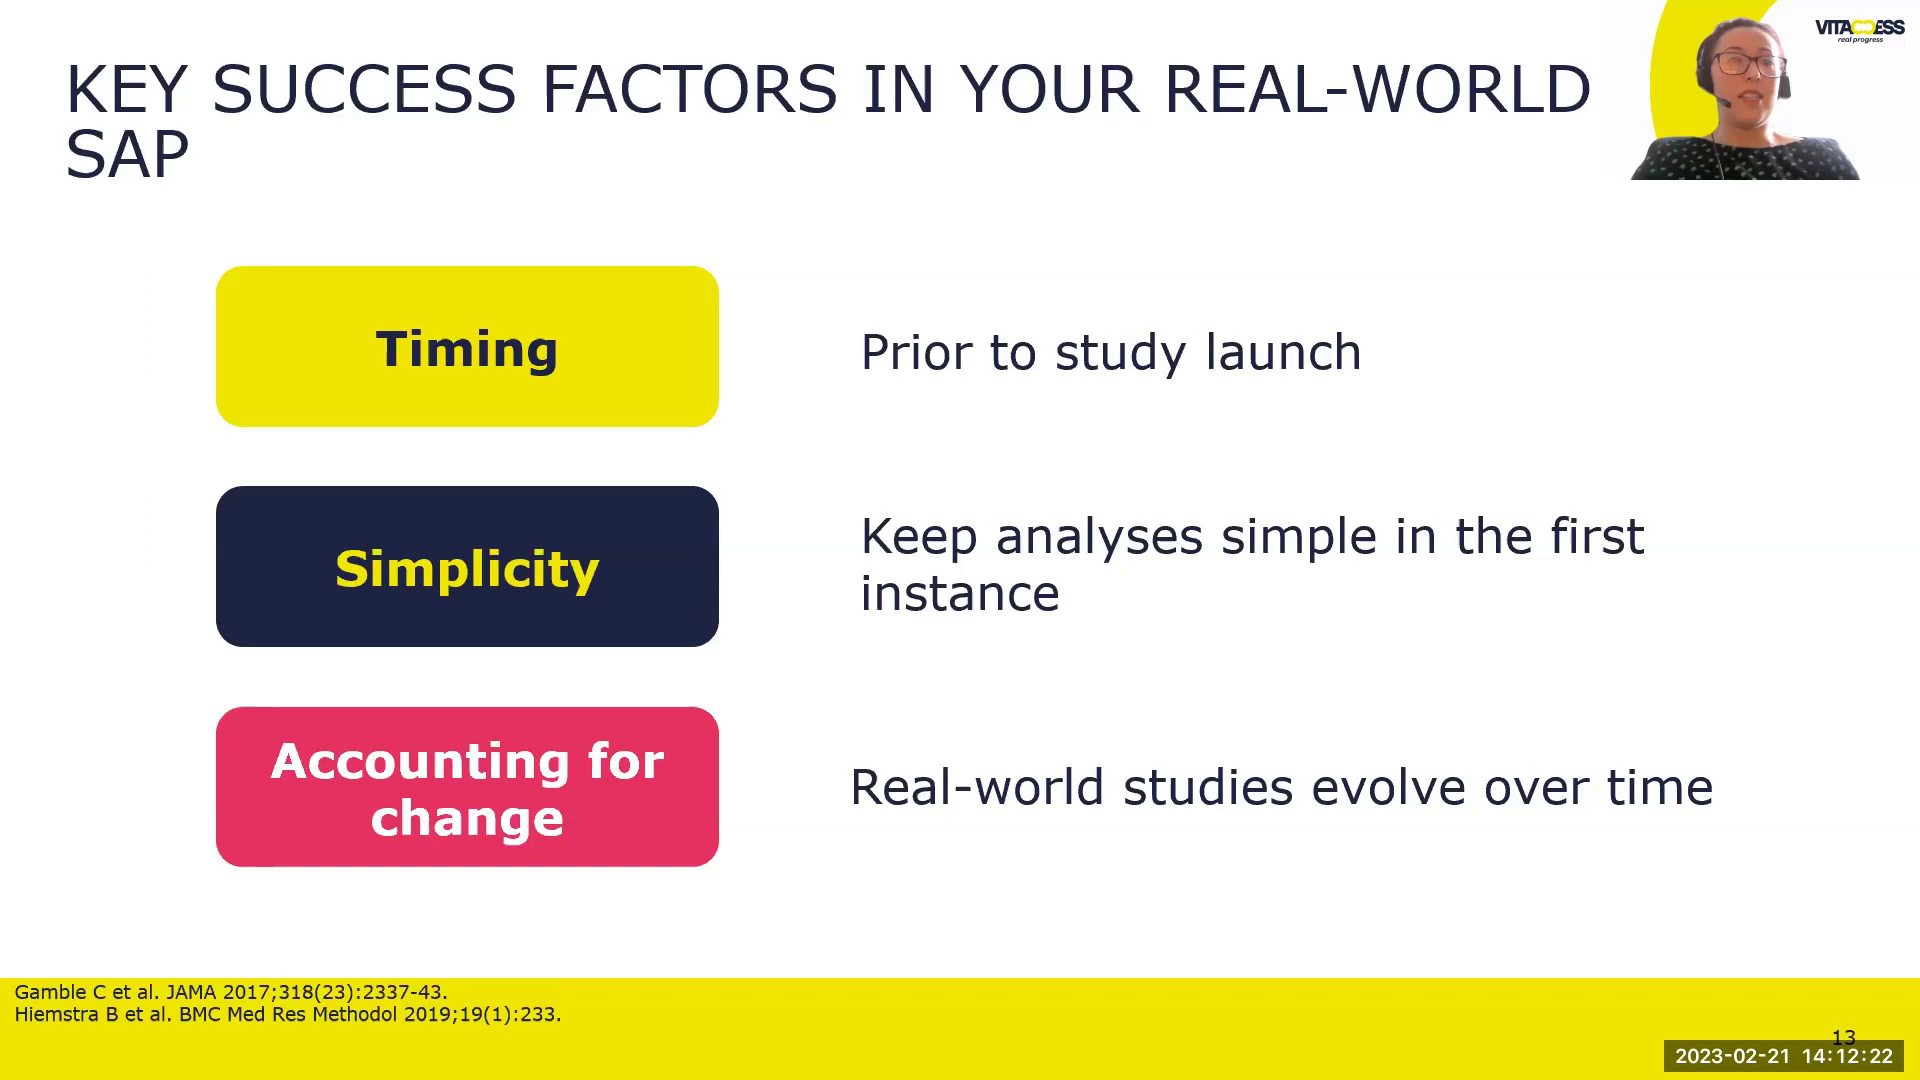 VITACCESS
real progress
KEY SUCCESS FACTORS IN YOUR REAL-WORLD
SAP
Timing
Prior to study launch
Simplicity
Keep analyses simple in the first
instance
Accounting for
change
Real-world studies evolve over time
Gamble C et al. JAMA 2017;318(23):2337-43.
Hiemstra B et al. BMC Med Res Methodol 2019;19(1):233.
13
2023-02-21 14:12:22